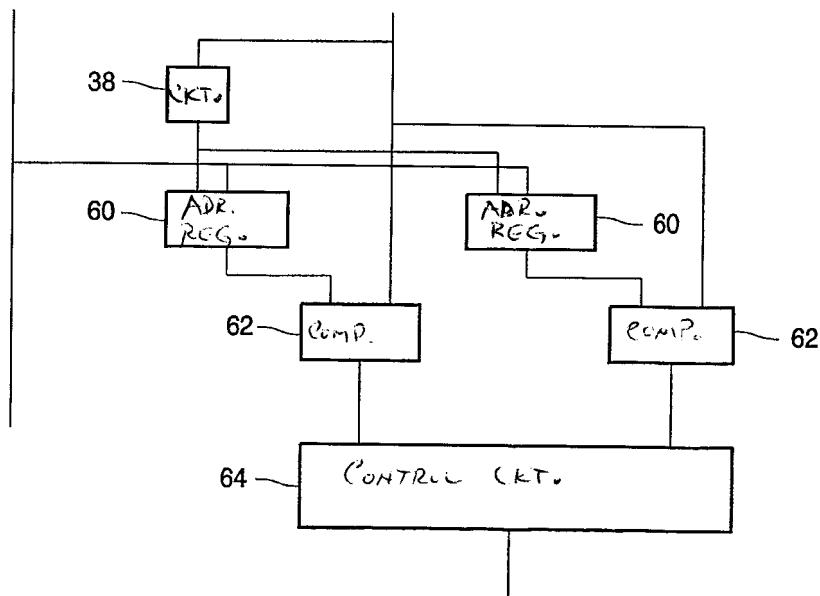 38
CKT.
60
ADR.
REG.
ADR.
REG.
60
62
COMP.
COMP.
62
64
CONTROL CKT.